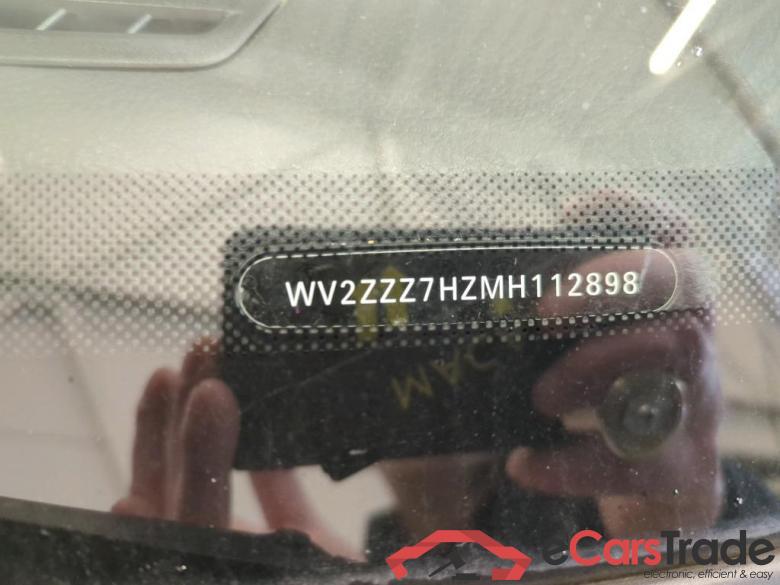 WV2ZZZ7HZMH112898
eCarsTrade
electronic, efficient & easy